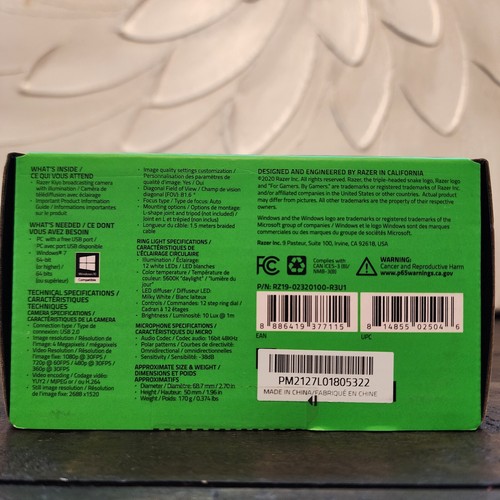 WHAT'S INSIDE /
CE QUI VOUS ATTEND
• Razer Kiyo broadcasting camera
with illumination / Caméra de
télédiffusion avec éclairage
• Important Product Information
Guide / Informations importantes
sur le produit
WHAT'S NEEDED / CE DONT
VOUS AVEZ BESOIN
• PC with a free USB port /
PC avec port USB disponible
• Windows® 7
64-bit
(or higher) /
64 bits
(ou supérieur)
Windows 10
Compatible
TECHNICAL SPECIFICATIONS /
CARACTÉRISTIQUES
TECHNIQUES
CAMERA SPECIFICATIONS /
CARACTÉRISTIQUES DE LA CAMÉRA
• Connection type / Type de
connexion: USB 2.0
• Image resolution / Résolution de
l'image: 4 Megapixels / mégapixels
• Video Resolution / Résolution de
l'image fixe: 1080p @ 30FPS /
720p @ 60FPS / 480p @ 30FPS /
360p @ 30FPS
• Video encoding / Codage vidéo:
YUY2 / MJPEG / ou H.264
• Still image resolution / Résolution
de l'image fixe: 2688 x1520
• Image quality settings customization /
Personnalisation des paramètres de
qualité d'image: Yes / Oui
• Diagonal Field of View / Champ de vision
diagonal (FOV): 81.6 °
• Focus type / Type de focus: Auto
• Mounting options / Options de montage:
L-shape joint and tripod (not included) /
Joint en L et trépied (non inclus)
• Longueur du câble: 1.5 meters braided
cable
RING LIGHT SPECIFICATIONS /
CARACTÉRISTIQUES DE
L'ÉCLAIRAGE CIRCULAIRE
• Illumination / Éclairage:
12 white LEDs / LED blanches
• Color temperature / Température de
couleur: 5600K "daylight" / "lumière du
jour"
• LED diffuser / Diffuseur LED:
Milky White / Blanc laiteux
• Controls / Commandes: 12 step ring dial /
Cadran à 12 étages
• Brightness / Luminosité: 10 Lux @ 1m
MICROPHONE SPECIFICATIONS /
CARACTÉRISTIQUES DU MICRO
• Audio Codec / Codec audio: 16bit 48KHz
• Polar patterns / Courbes de directivité:
Omnidirectional / omnidirectionnelles
• Sensitivity / Sensibilité: -38dB
APPROXIMATE SIZE & WEIGHT /
DIMENSIONS ET POIDS
APPROXIMATIFS
• Diameter / Diamètre: 68.7 mm / 2.70 in
• Height / Hauteur: 50 mm / 1.96 in
• Weight / Poids: 170 g / 0.374 lbs
DESIGNED AND ENGINEERED BY RAZER IN CALIFORNIA
©2020 Razer Inc. All rights reserved. Razer, the triple-headed snake logo, Razer logo
and "For Gamers. By Gamers." are trademarks or registered trademarks of Razer Inc.
and/or affiliated companies in the United States or other countries. Actual product
may differ from pictures. All other trademarks are the property of their respective
owners.
Windows and the Windows logo are trademarks or registered trademarks of the
Microsoft group of companies. / Windows et le logo Windows sont des marques
commerciales ou des marques du groupe de sociétés Microsoft.
Razer Inc. 9 Pasteur, Suite 100, Irvine, CA 92618, USA
FC
Complies with
CAN ICES-3 (B)/
NMB-3(B)
WARNING:
Cancer and Reproductive Harm
www.p65warnings.ca.gov
P/N: RZ19-02320100-R3U1
8 886419 377115
EAN
8 14855 02504 6
UPC
PM2127L01805322
MADE IN CHINA/FABRIQUÉ EN CHINE